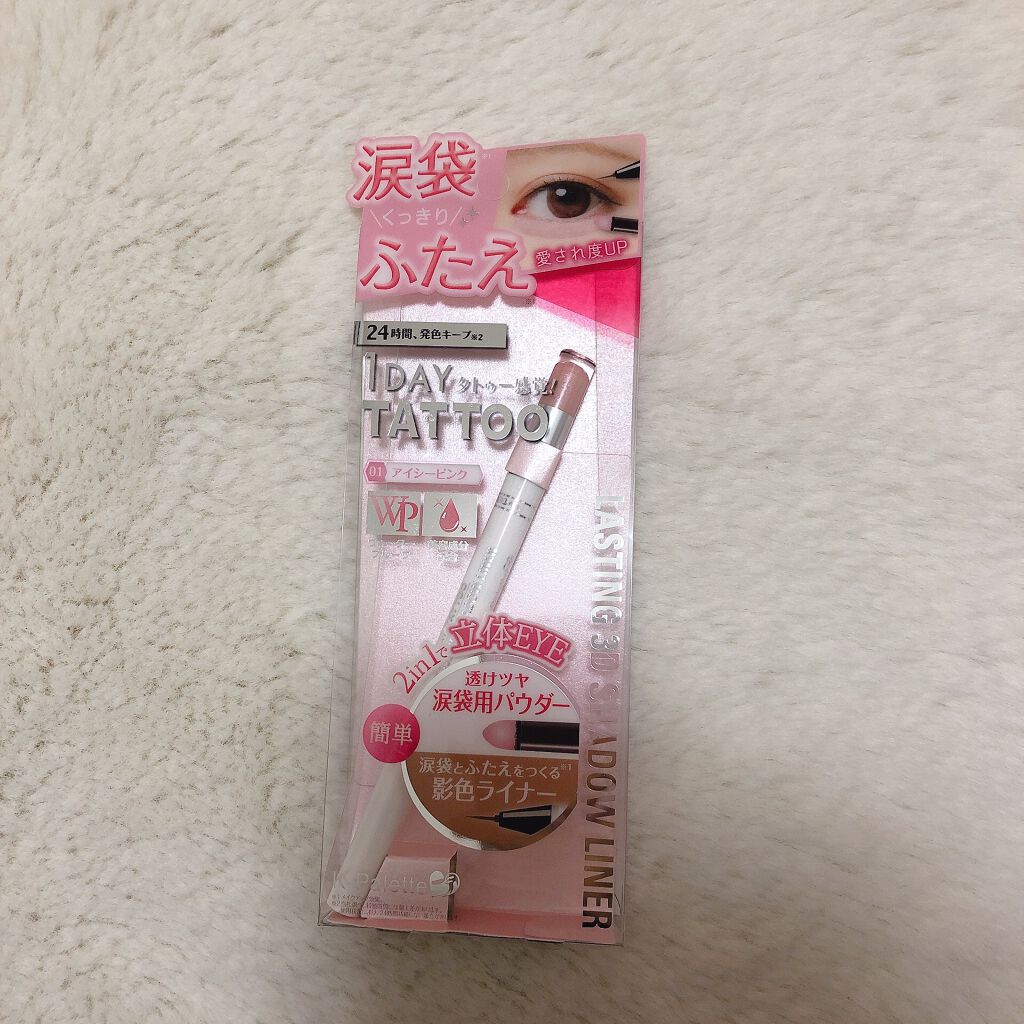 涙袋※1
\くっきり/
ふたえ
愛され度UP
24時間、発色キープ※2
1DAY タトゥー感覚!
TATTOO
01 アイシーピンク
WP
2in1で立体EYE
透けツヤ
涙袋用パウダー
簡単
涙袋とふたえをつくる※1
影色ライナー
K-Palette
LASTING 3D SHADOW LINER